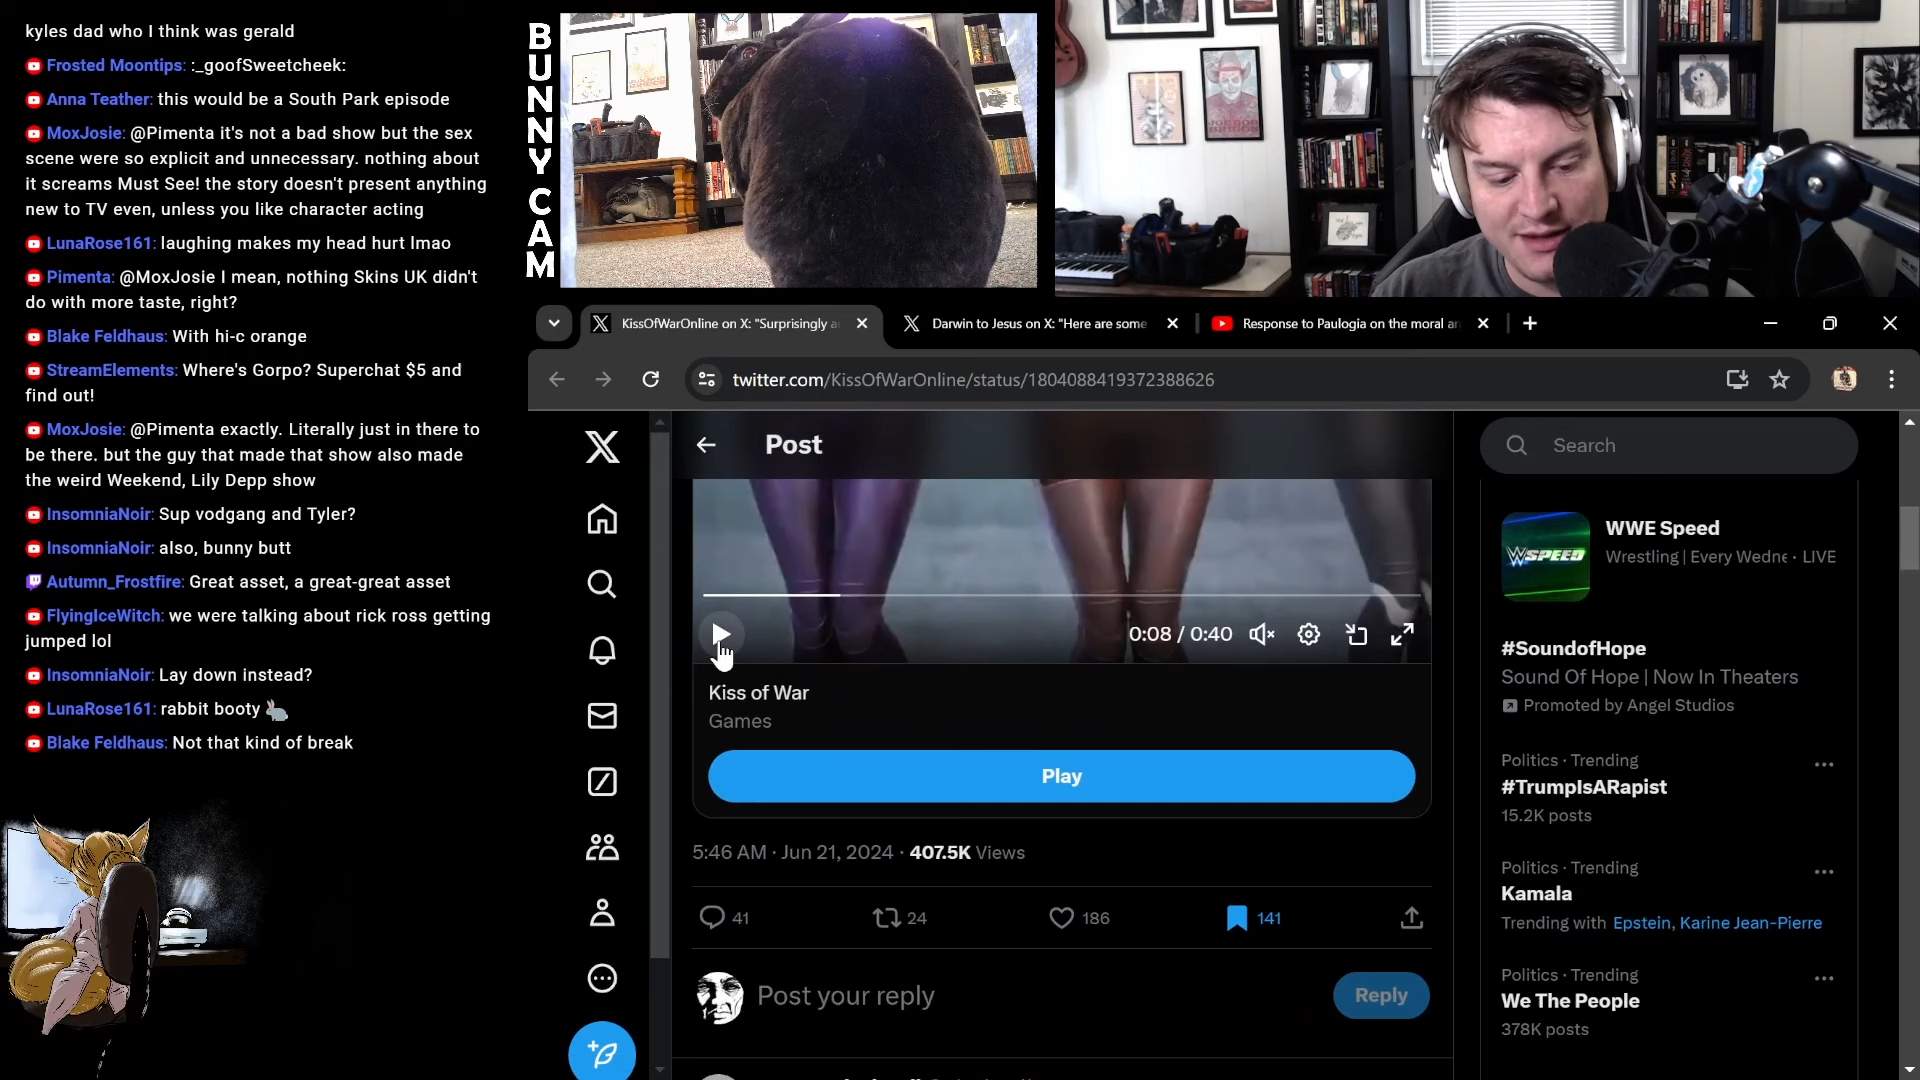 kyles dad who I think was gerald
Frosted Moontips: :_goofSweetcheek:
Anna Teather: this would be a South Park episode
MoxJosie: @Pimenta it's not a bad show but the sex
scene were so explicit and unnecessary. nothing about
it screams Must See! the story doesn't present anything
new to TV even, unless you like character acting
LunaRose161: laughing makes my head hurt lmao
Pimenta: @MoxJosie I mean, nothing Skins UK didn't
do with more taste, right?
Blake Feldhaus: With hi-c orange
StreamElements: Where's Gorpo? Superchat $5 and
find out!
MoxJosie: @Pimenta exactly. Literally just in there to
be there. but the guy that made that show also made
the weird Weekend, Lily Depp show
InsomniaNoir: Sup vodgang and Tyler?
InsomniaNoir: also, bunny butt
Autumn_Frostfire: Great asset, a great-great asset
FlyingIceWitch: we were talking about rick ross getting
jumped lol
InsomniaNoir: Lay down instead?
LunaRose161: rabbit booty
Blake Feldhaus: Not that kind of break
BUNNY CAM
KissOfWarOnline on X: "Surprisingly a
Darwin to Jesus on X: "Here are some
Response to Paulogia on the moral ar
twitter.com/KissOfWarOnline/status/1804088419372388626
Post
0:08 / 0:40
Kiss of War
Games
Play
5:46 AM · Jun 21, 2024 · 407.5K Views
41
24
186
141
Post your reply
Reply
Search
WSPEED
WWE Speed
Wrestling | Every Wedne · LIVE
#SoundofHope
Sound Of Hope | Now In Theaters
Promoted by Angel Studios
Politics · Trending
#TrumpIsARapist
15.2K posts
Politics · Trending
Kamala
Trending with Epstein, Karine Jean-Pierre
Politics · Trending
We The People
378K posts